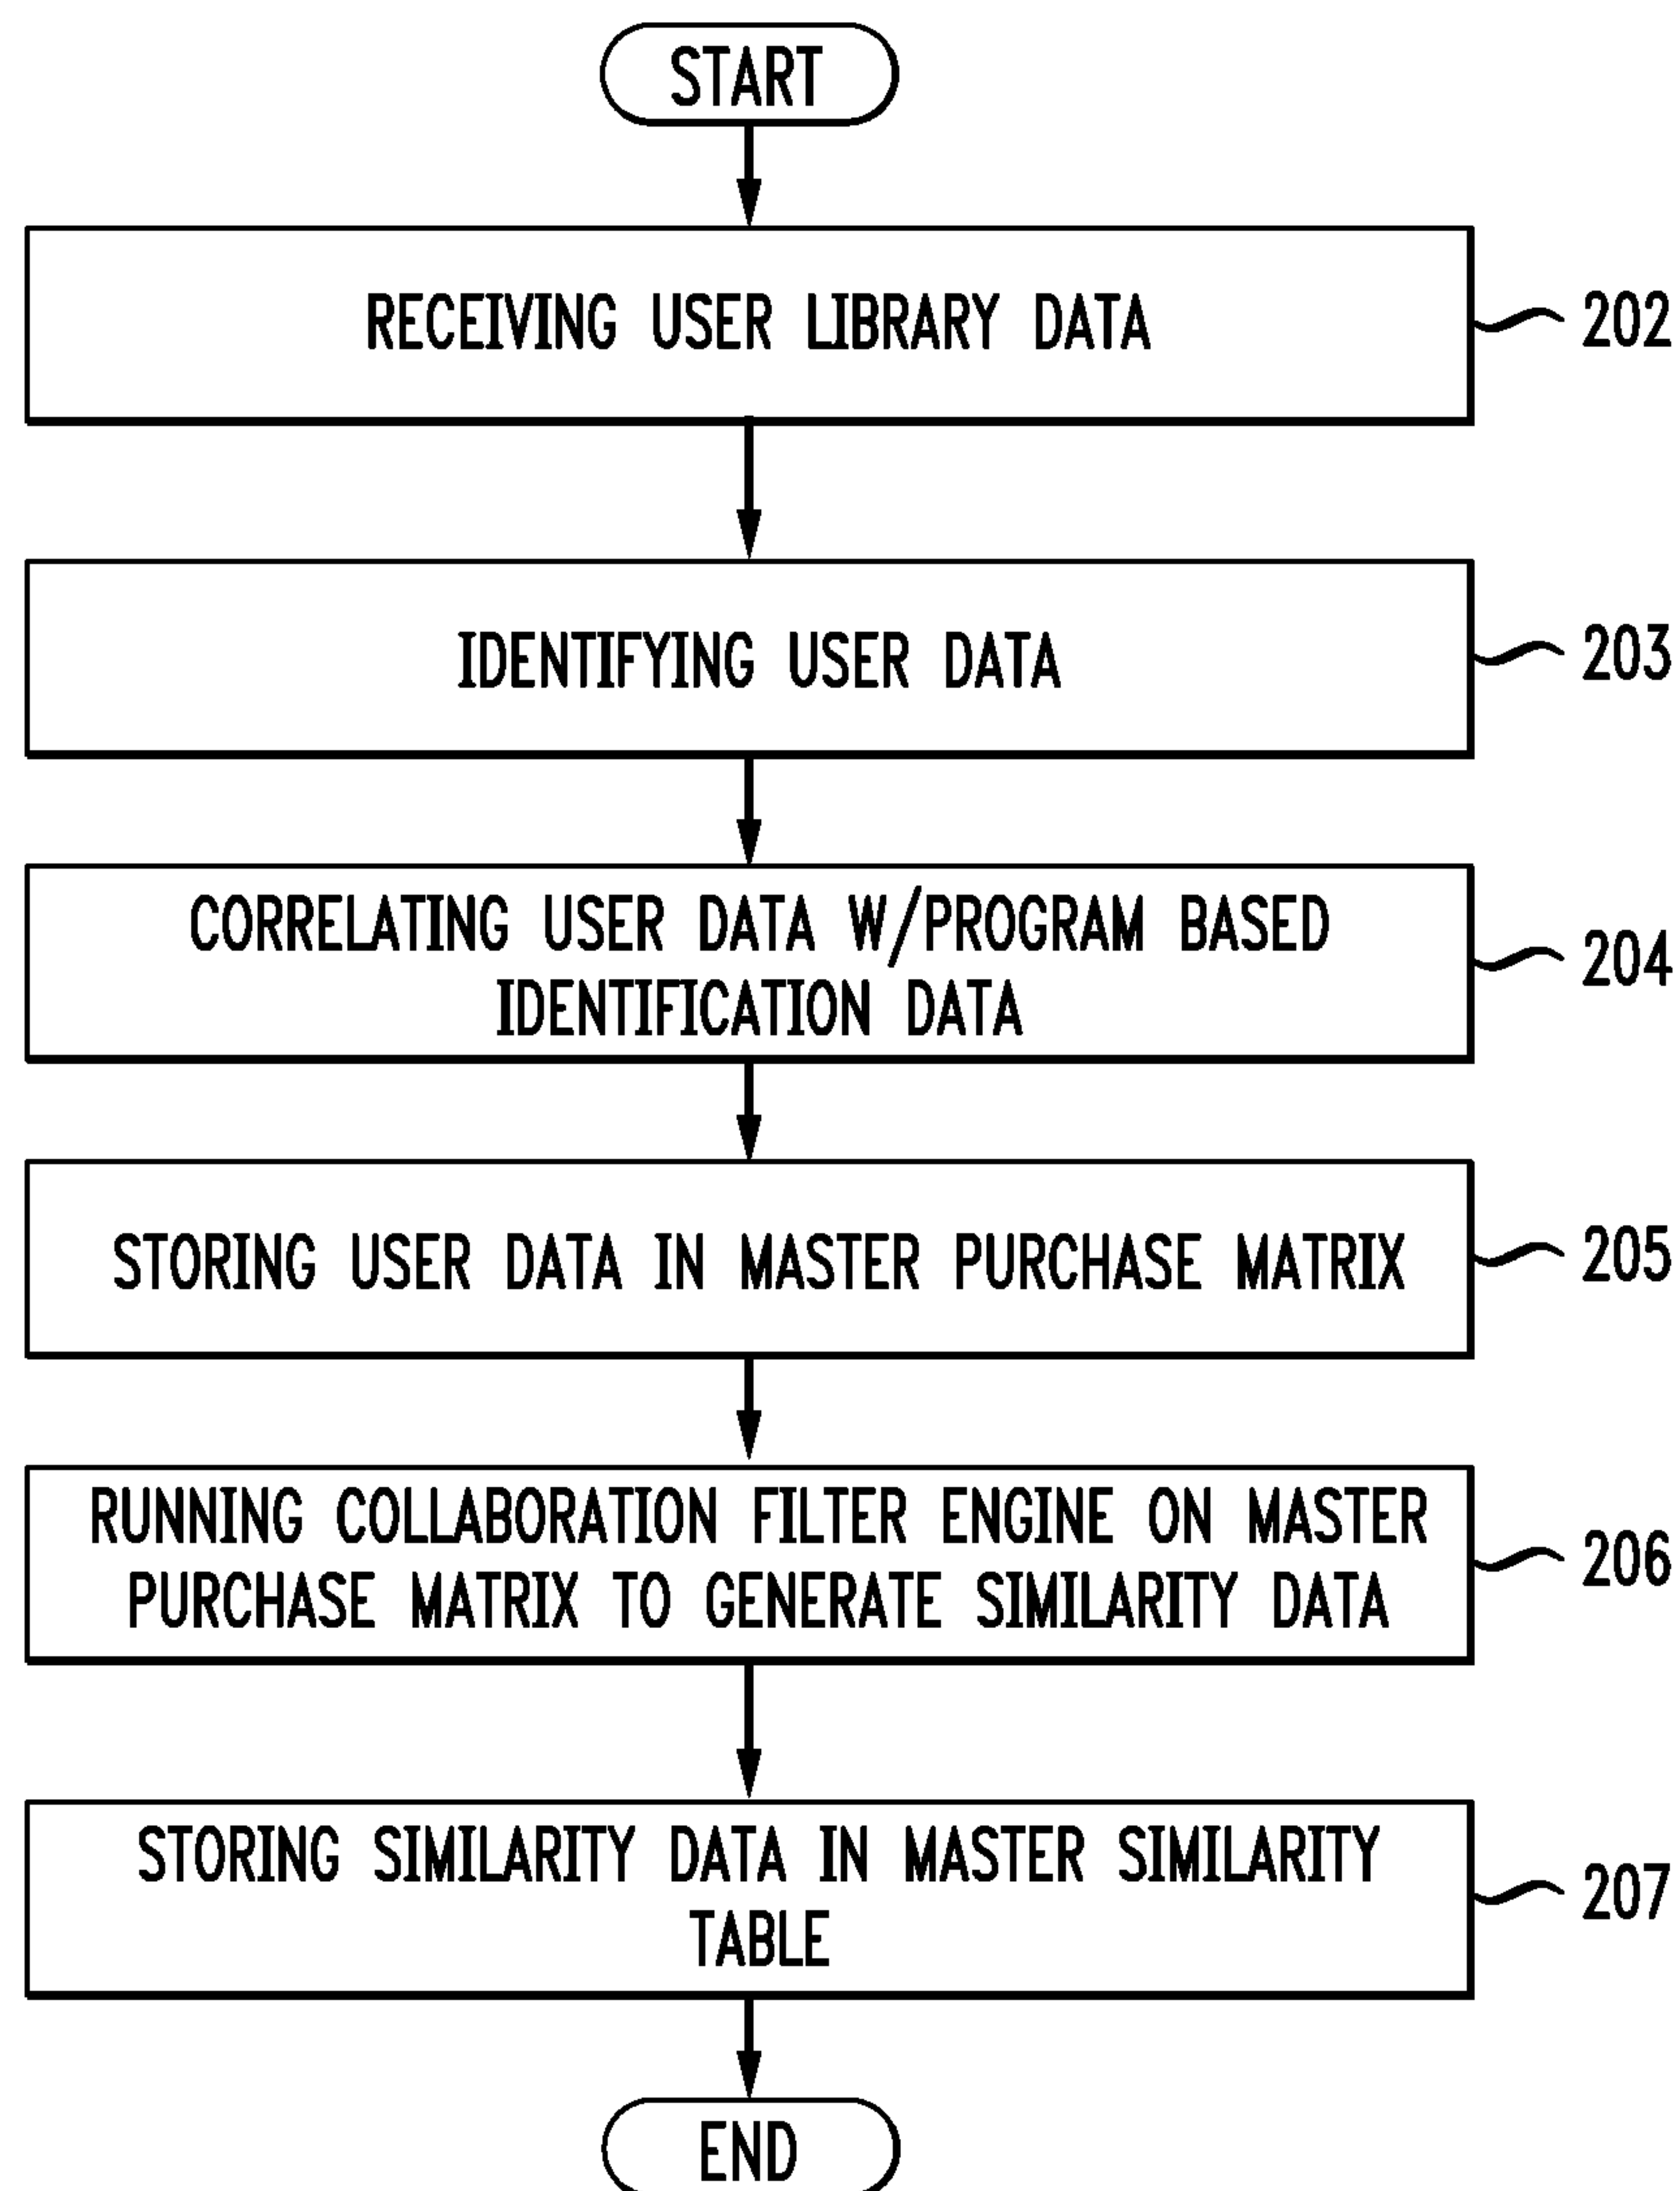 START
RECEIVING USER LIBRARY DATA
202
IDENTIFYING USER DATA
203
CORRELATING USER DATA W/PROGRAM BASED
IDENTIFICATION DATA
204
STORING USER DATA IN MASTER PURCHASE MATRIX
205
RUNNING COLLABORATION FILTER ENGINE ON MASTER
PURCHASE MATRIX TO GENERATE SIMILARITY DATA
206
STORING SIMILARITY DATA IN MASTER SIMILARITY
TABLE
207
END